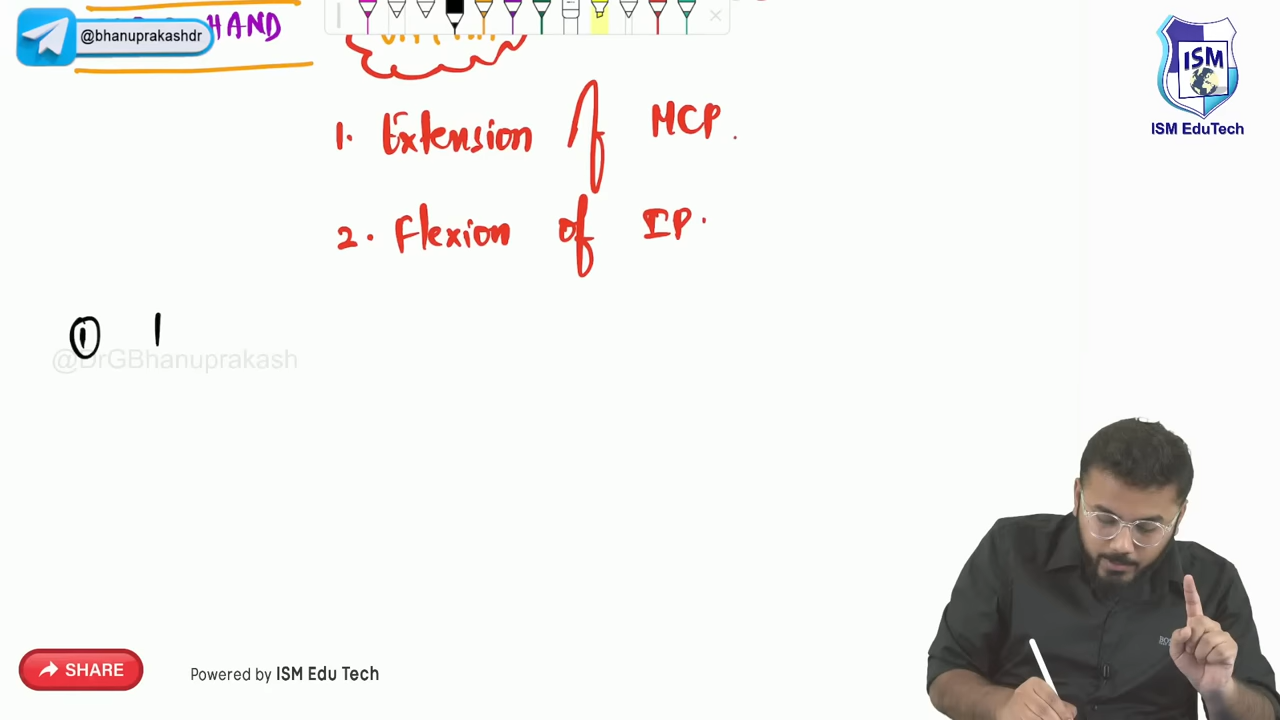 @bhanuprakashdr HAND
ISM
ISM EduTech
1. Extension of MCP.
2. Flexion of IP.
①
@DrGBhanuprakash
SHARE
Powered by ISM Edu Tech